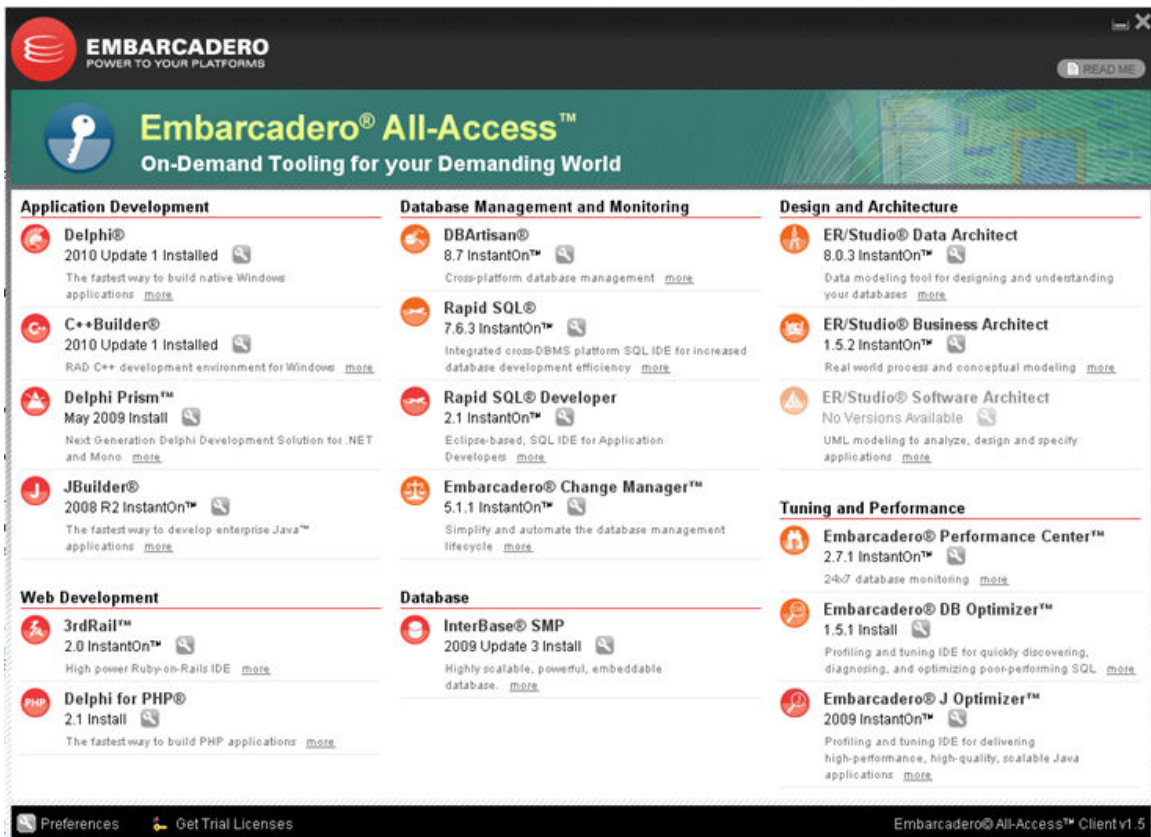 EMBARCADERO
POWER TO YOUR PLATFORMS
READ ME
Embarcadero® All-Access™
On-Demand Tooling for your Demanding World
Application Development
Delphi®
2010 Update 1 Installed
The fastest way to build native Windows
applications more
C++
C++Builder®
2010 Update 1 Installed
RAD C++ development environment for Windows more
Delphi Prism™
May 2009 Install
Next Generation Delphi Development Solution for .NET
and Mono more
J
JBuilder®
2008 R2 InstantOn™
The fastest way to develop enterprise Java™
applications more
Web Development
3rdRail™
2.0 InstantOn™
High power Ruby-on-Rails IDE more
PHP
Delphi for PHP®
2.1 Install
The fastest way to build PHP applications more
Database Management and Monitoring
DBArtisan®
8.7 InstantOn™
Cross-platform database management more
Rapid SQL®
7.6.3 InstantOn™
Integrated cross-DBMS platform SQL IDE for increased
database development efficiency more
Rapid SQL® Developer
2.1 InstantOn™
Eclipse-based, SQL IDE for Application
Developers more
Embarcadero® Change Manager™
5.1.1 InstantOn™
Simplify and automate the database management
lifecycle more
Database
InterBase® SMP
2009 Update 3 Install
Highly scalable, powerful, embeddable
database. more
Design and Architecture
ER/Studio® Data Architect
8.0.3 InstantOn™
Data modeling tool for designing and understanding
your databases more
ER/Studio® Business Architect
1.5.2 InstantOn™
Real world process and conceptual modeling more
ER/Studio® Software Architect
No Versions Available
UML modeling to analyze, design and specify
applications more
Tuning and Performance
Embarcadero® Performance Center™
2.7.1 InstantOn™
24x7 database monitoring more
Embarcadero® DB Optimizer™
1.5.1 Install
Profiling and tuning IDE for quickly discovering,
diagnosing, and optimizing poor-performing SQL more
Embarcadero® J Optimizer™
2009 InstantOn™
Profiling and tuning IDE for delivering
high-performance, high-quality, scalable Java
applications more
Preferences
Get Trial Licenses
Embarcadero® All-Access™ Client v1.5